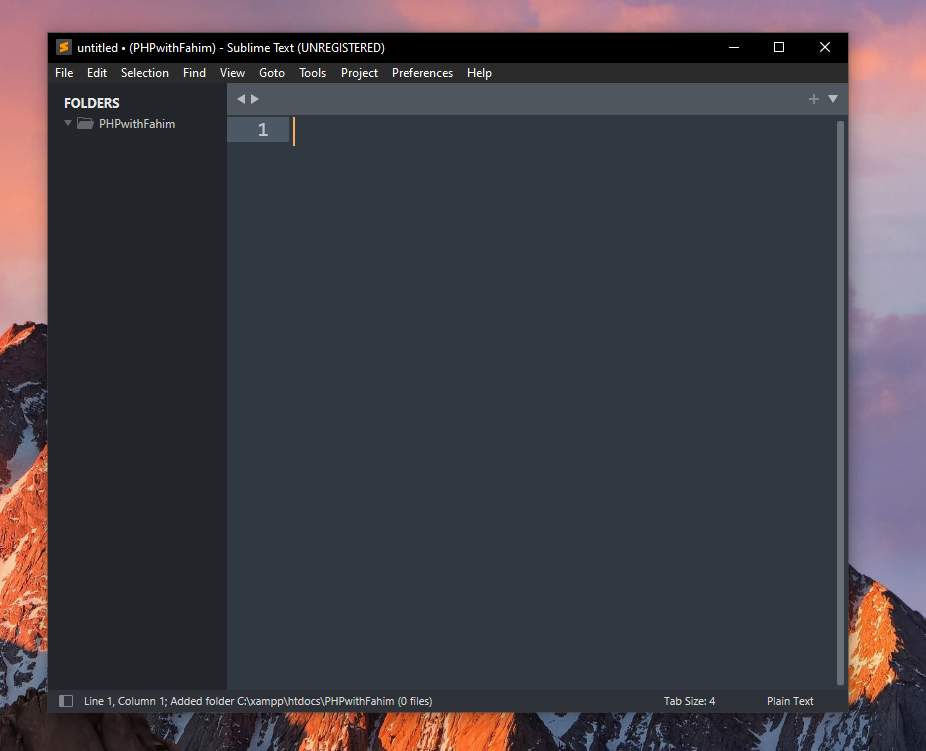 untitled • (PHPwithFahim) - Sublime Text (UNREGISTERED)
File Edit Selection Find View Goto Tools Project Preferences Help
FOLDERS
PHPwithFahim
1
Line 1, Column 1; Added folder C:\xampp\htdocs\PHPwithFahim (0 files) Tab Size: 4 Plain Text